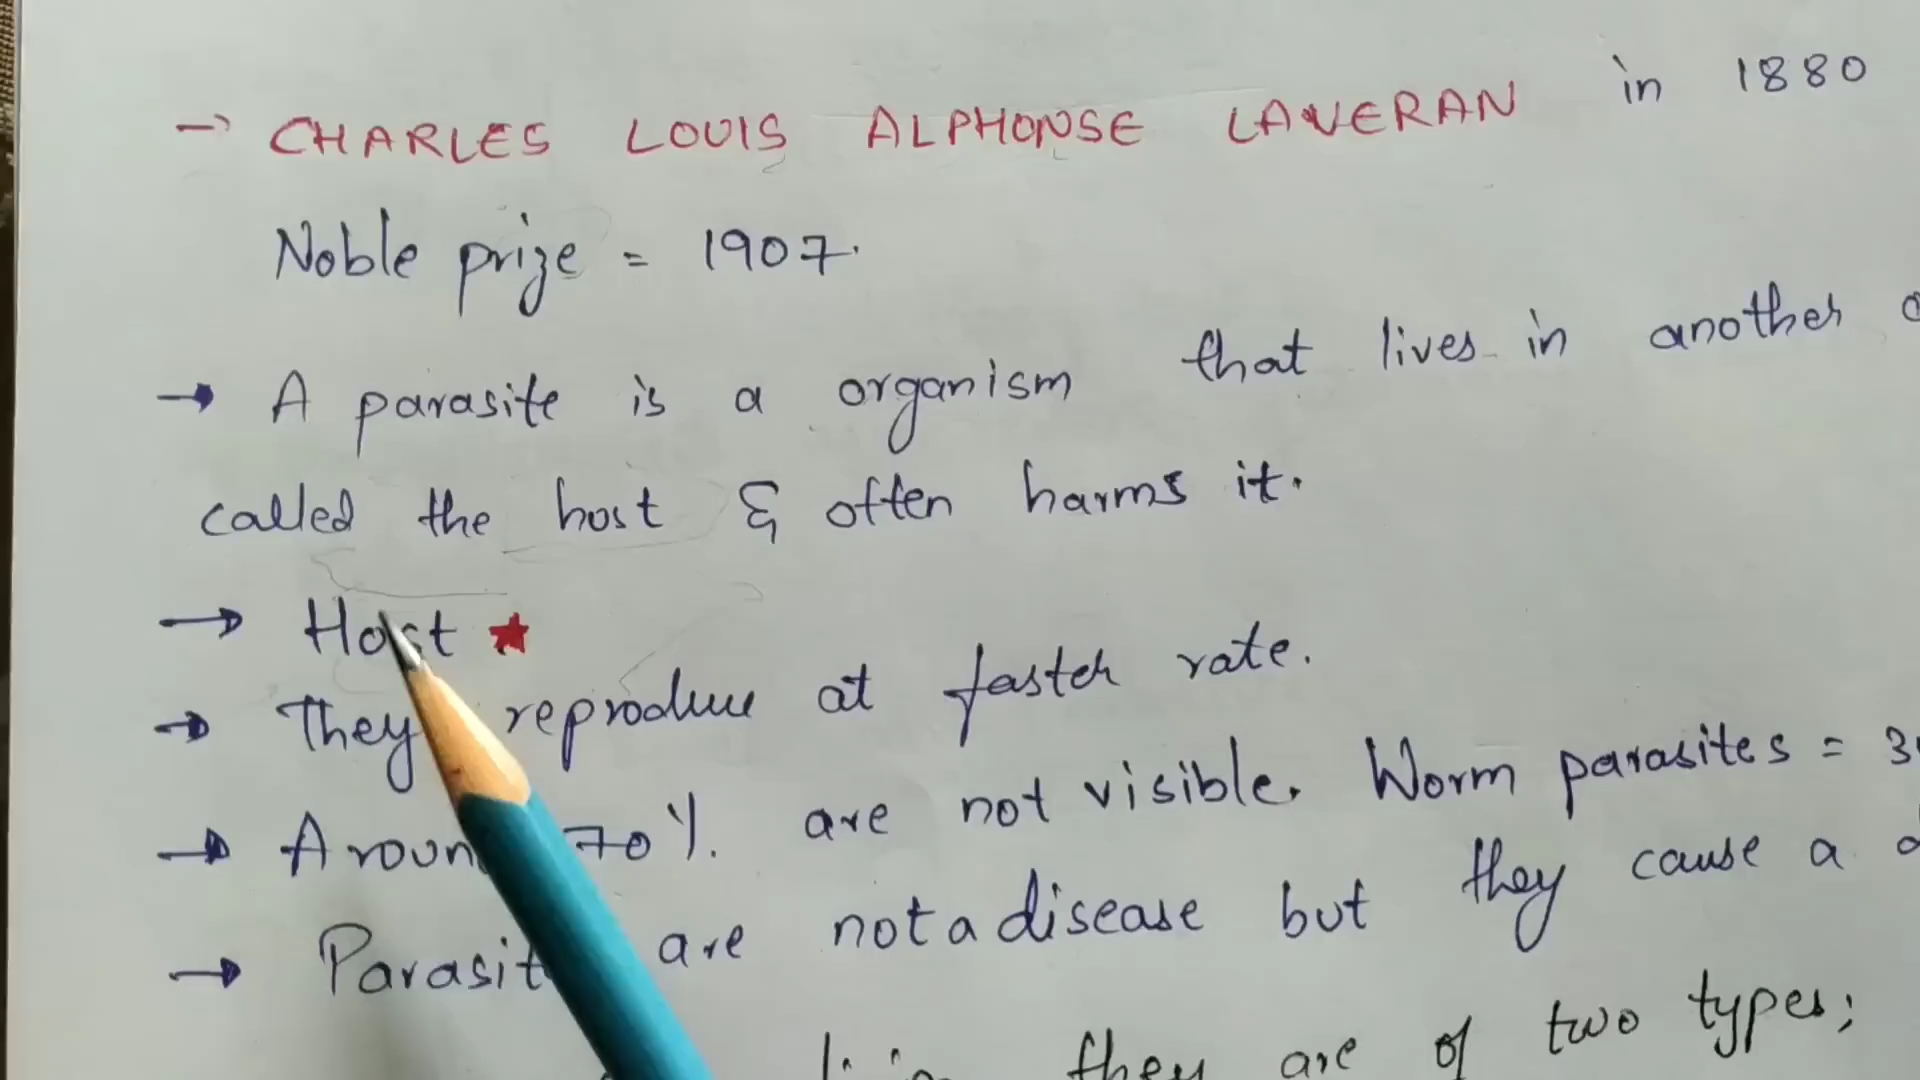 → CHARLES LOUIS ALPHONSE LAVERAN in 1880
Noble prize = 1907.
→ A parasite is a organism that lives in another
called the host & often harms it.
→ Host ★
→ They reproduce at faster rate.
→ Around 70%. are not visible. Worm parasites =
→ are not a disease but they cause a
they are of two types;